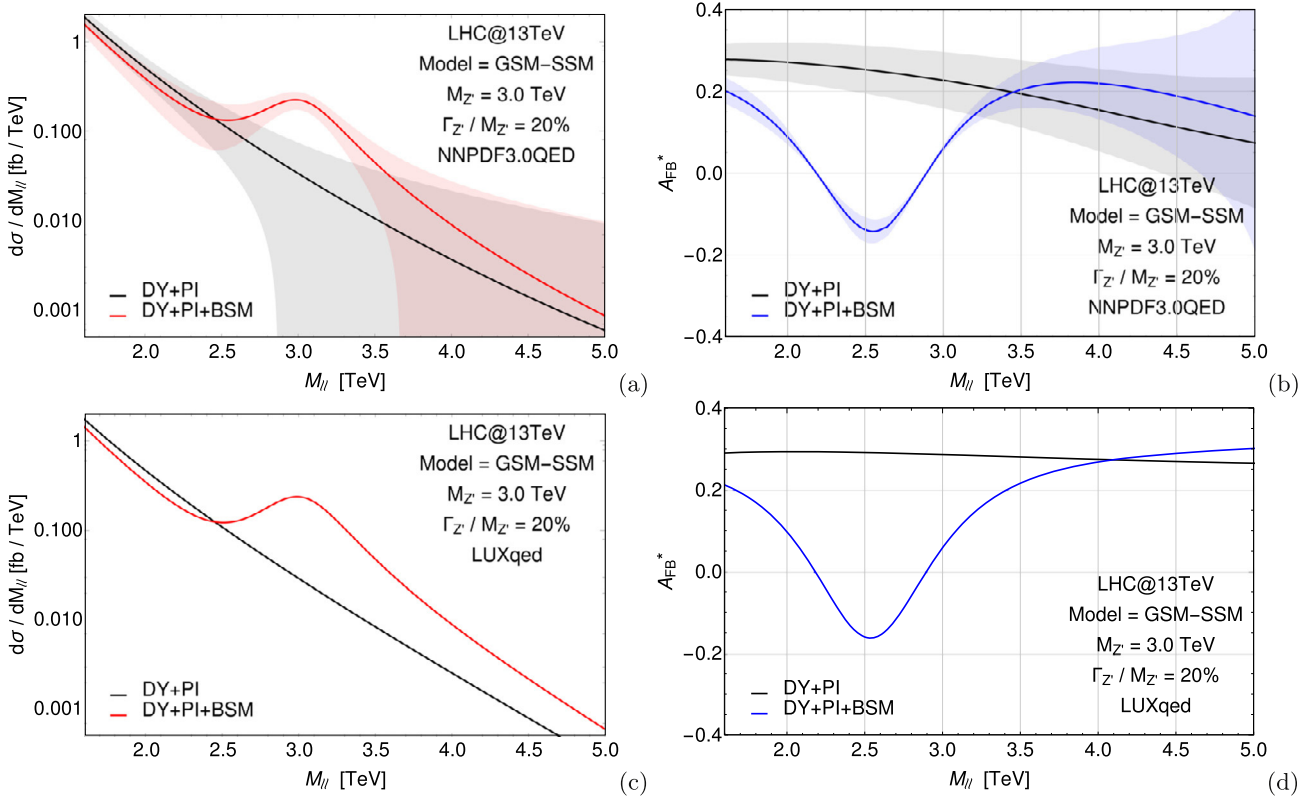 dσ / dM_ll [fb / TeV]
1
0.100
0.010
0.001
LHC@13TeV
Model = GSM-SSM
M_Z' = 3.0 TeV
Γ_Z' / M_Z' = 20%
NNPDF3.0QED
DY+PI
DY+PI+BSM
2.0 2.5 3.0 3.5 4.0 4.5 5.0
M_ll [TeV]
(a)
A_FB*
0.4
0.2
0.0
-0.2
-0.4
LHC@13TeV
Model = GSM-SSM
M_Z' = 3.0 TeV
Γ_Z' / M_Z' = 20%
NNPDF3.0QED
DY+PI
DY+PI+BSM
2.0 2.5 3.0 3.5 4.0 4.5 5.0
M_ll [TeV]
(b)
dσ / dM_ll [fb / TeV]
1
0.100
0.010
0.001
LHC@13TeV
Model = GSM-SSM
M_Z' = 3.0 TeV
Γ_Z' / M_Z' = 20%
LUXqed
DY+PI
DY+PI+BSM
2.0 2.5 3.0 3.5 4.0 4.5 5.0
M_ll [TeV]
(c)
A_FB*
0.4
0.2
0.0
-0.2
-0.4
LHC@13TeV
Model = GSM-SSM
M_Z' = 3.0 TeV
Γ_Z' / M_Z' = 20%
LUXqed
DY+PI
DY+PI+BSM
2.0 2.5 3.0 3.5 4.0 4.5 5.0
M_ll [TeV]
(d)